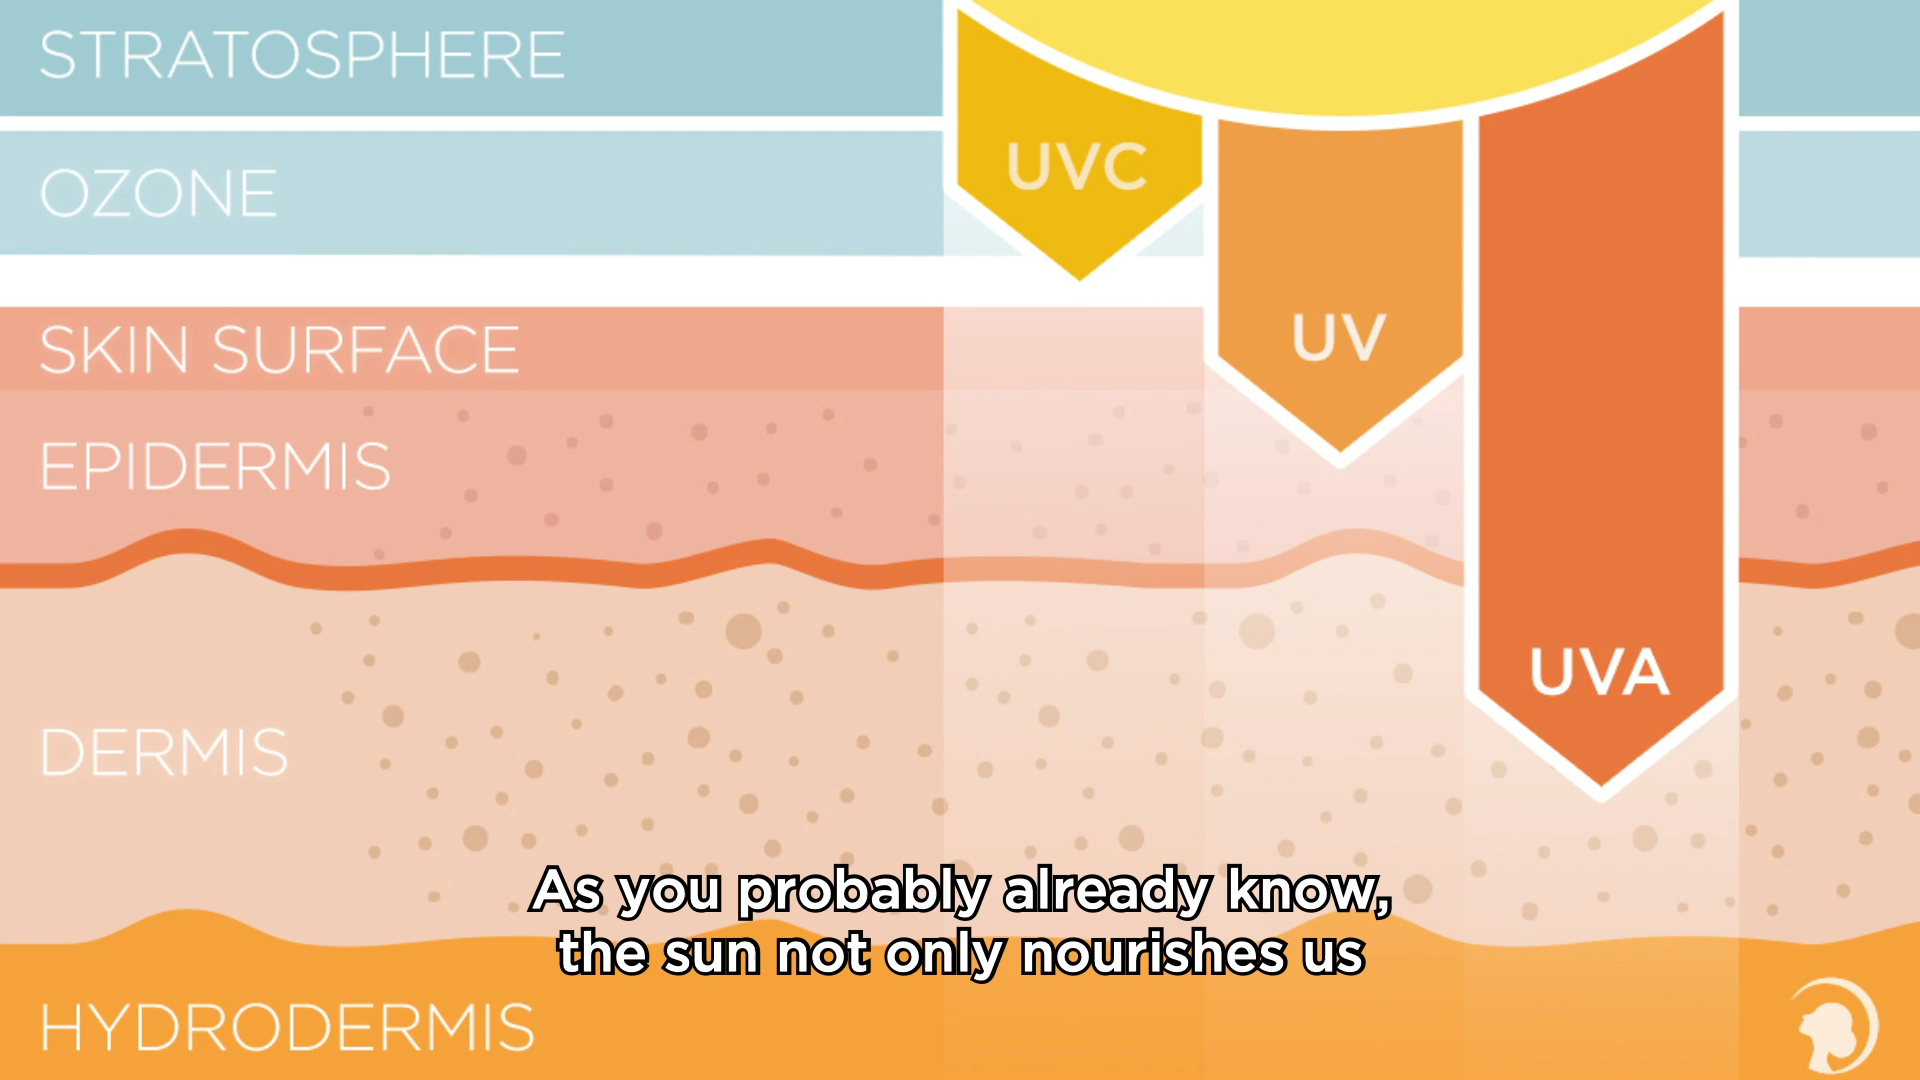 STRATOSPHERE
OZONE
UVC
SKIN SURFACE
UV
EPIDERMIS
UVA
DERMIS
As you probably already know,
the sun not only nourishes us
HYDRODERMIS